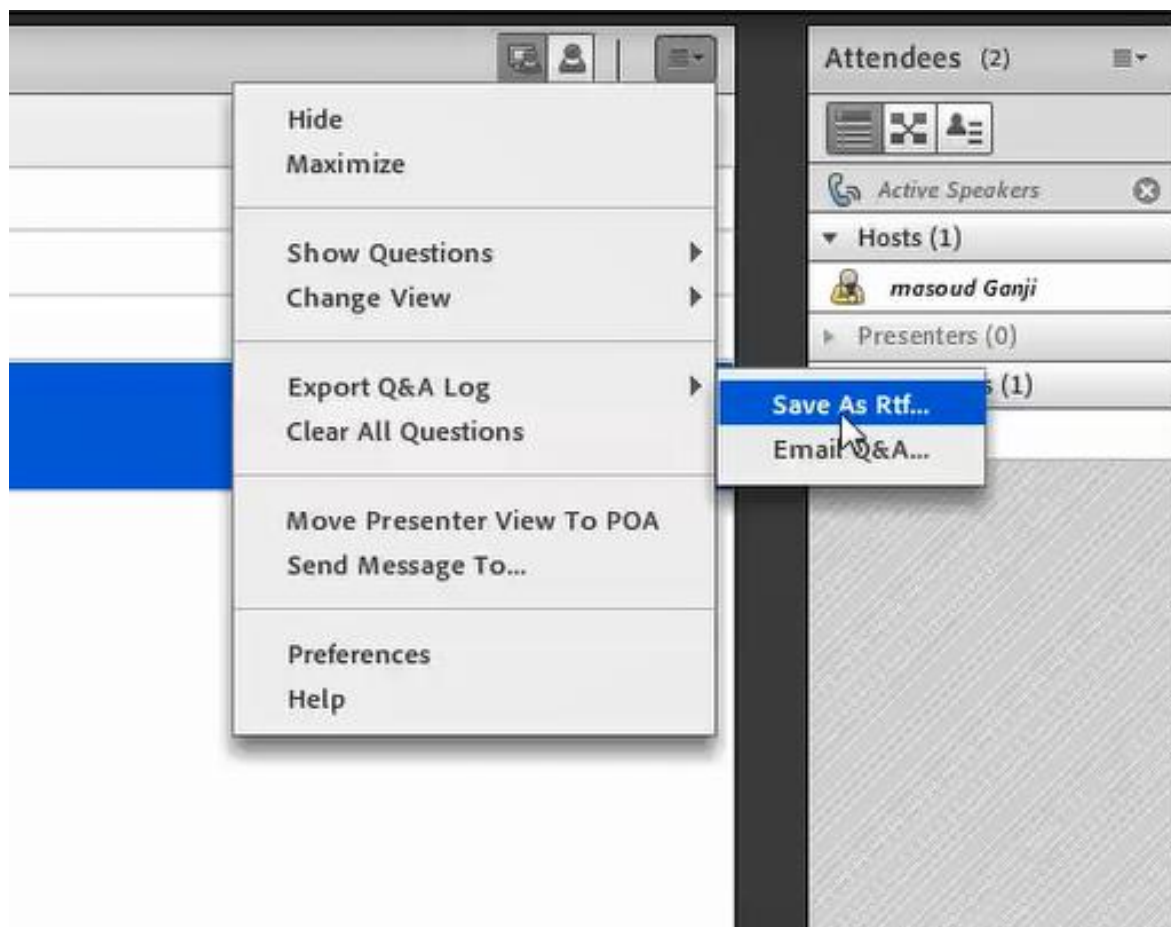 Hide
Maximize
Show Questions
Change View
Export Q&A Log
Clear All Questions
Move Presenter View To POA
Send Message To...
Preferences
Help
Save As Rtf...
Email Q&A...
Attendees (2)
Active Speakers
Hosts (1)
masoud Ganji
Presenters (0)
(1)